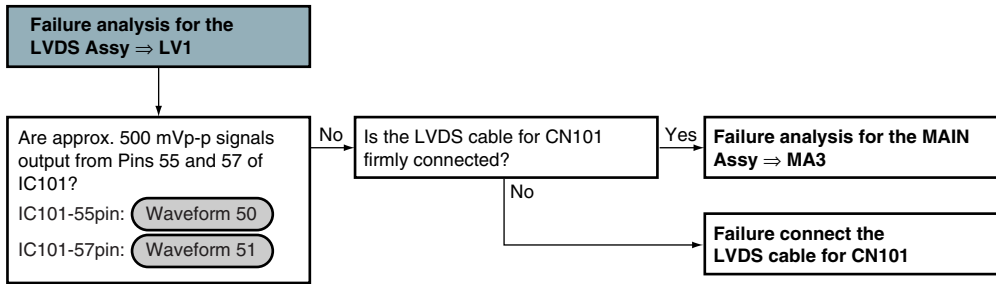 Failure analysis for the
LVDS Assy ⇒ LV1
Are approx. 500 mVp-p signals
output from Pins 55 and 57 of
IC101?
IC101-55pin: Waveform 50
IC101-57pin: Waveform 51
No
Is the LVDS cable for CN101
firmly connected?
Yes
Failure analysis for the MAIN
Assy ⇒ MA3
No
Failure connect the
LVDS cable for CN101